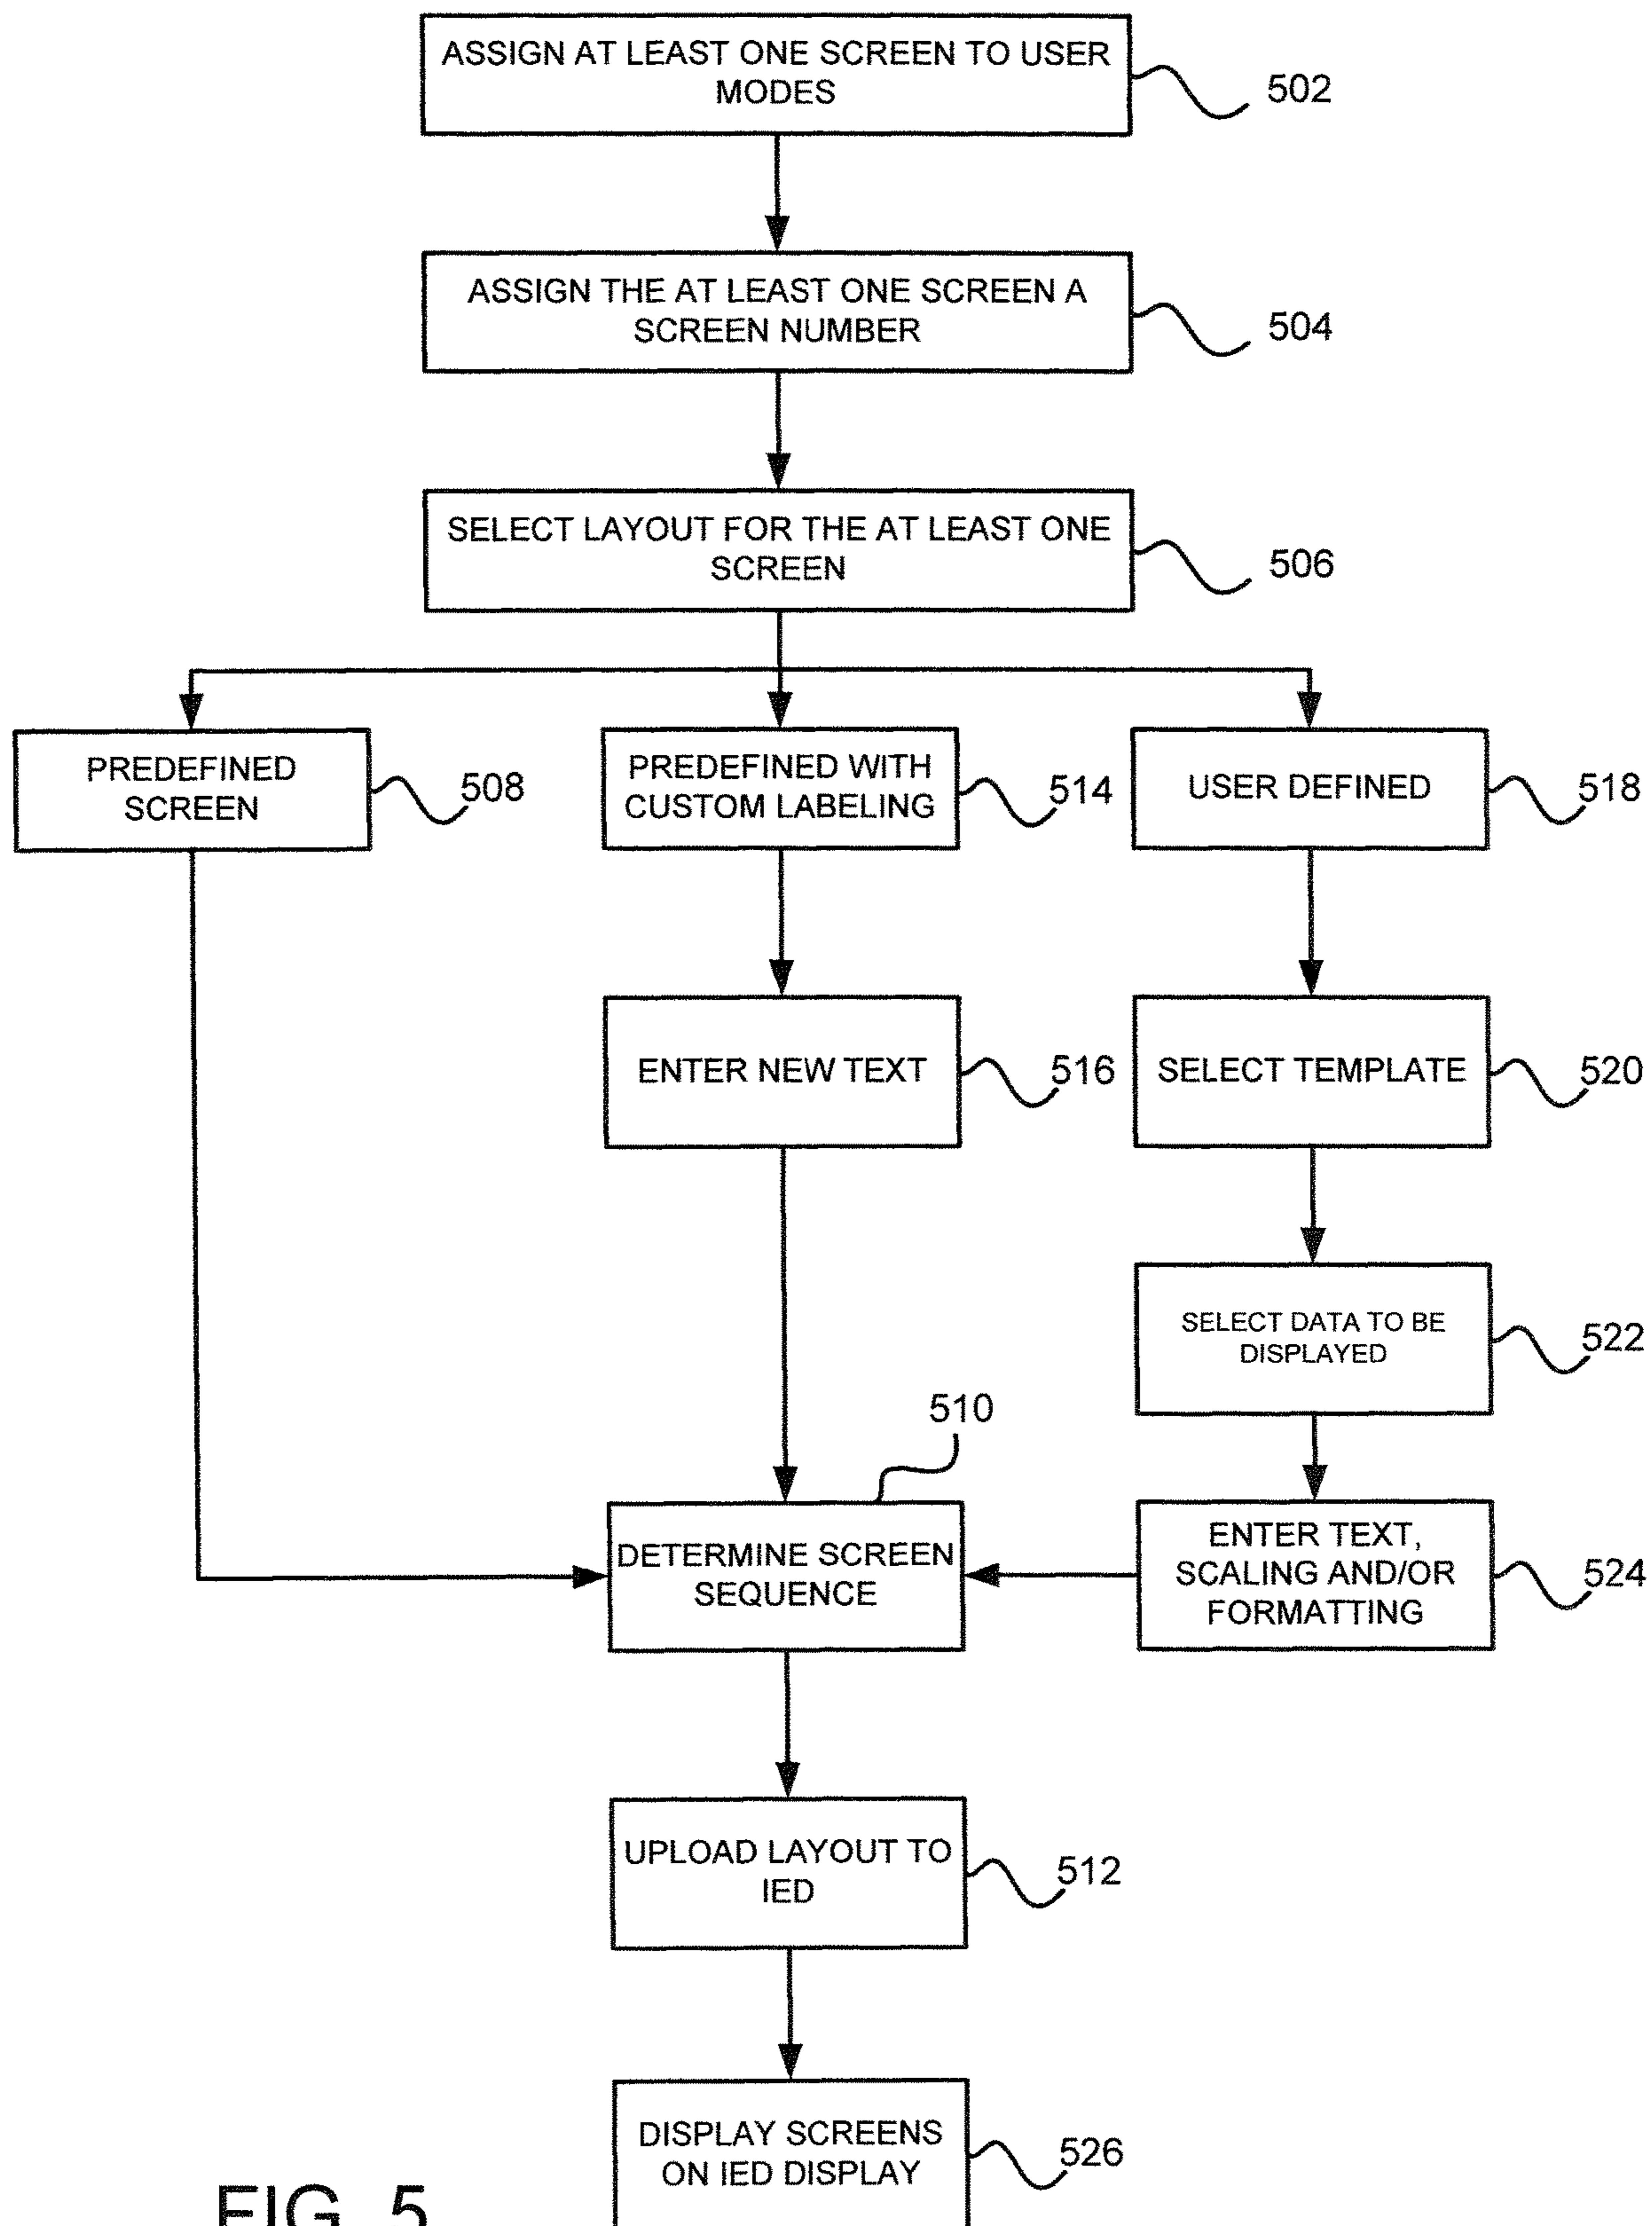 ASSIGN AT LEAST ONE SCREEN TO USER
MODES
502
ASSIGN THE AT LEAST ONE SCREEN A
SCREEN NUMBER
504
SELECT LAYOUT FOR THE AT LEAST ONE
SCREEN
506
PREDEFINED
SCREEN
508
PREDEFINED WITH
CUSTOM LABELING
514
USER DEFINED
518
ENTER NEW TEXT
516
SELECT TEMPLATE
520
SELECT DATA TO BE
DISPLAYED
522
510
DETERMINE SCREEN
SEQUENCE
ENTER TEXT,
SCALING AND/OR
FORMATTING
524
UPLOAD LAYOUT TO
IED
512
DISPLAY SCREENS
ON IED DISPLAY
526
FIG. 5